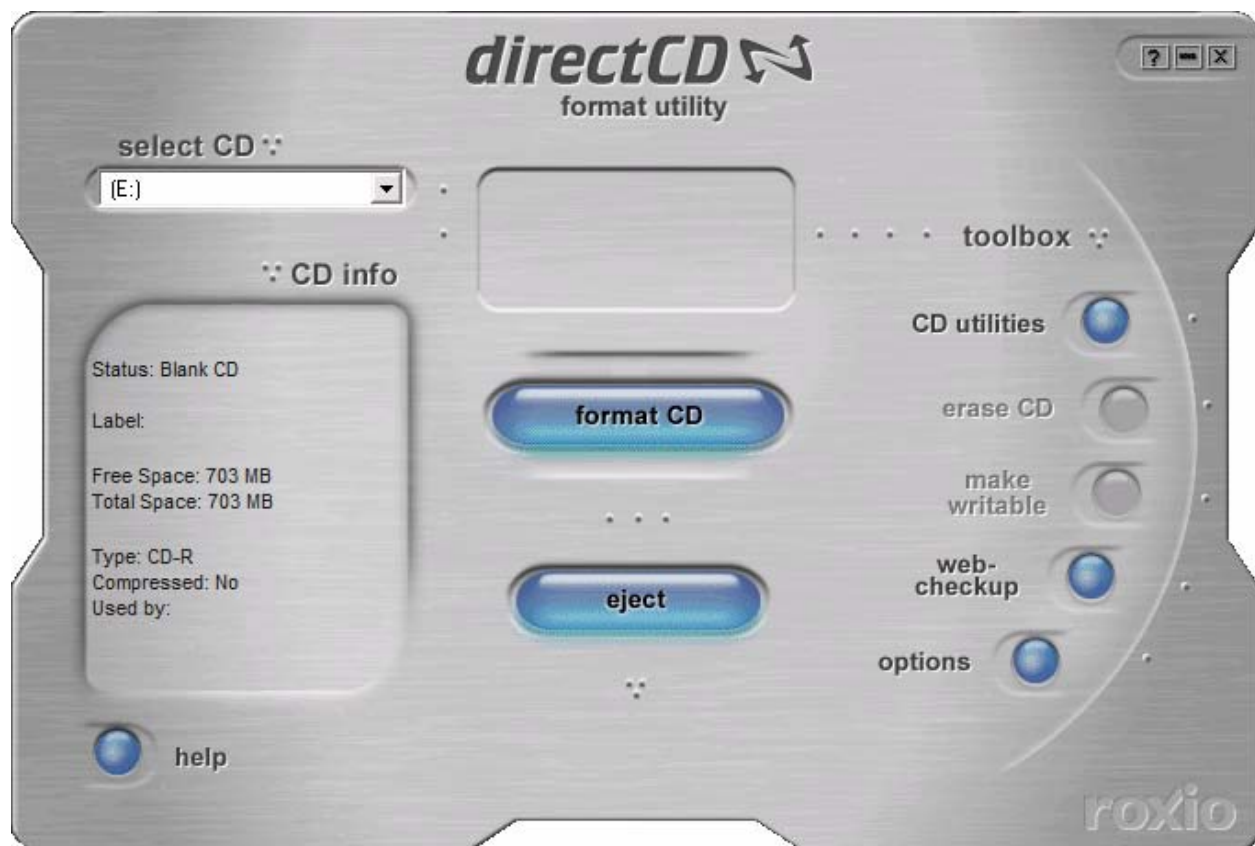 directCD
format utility
? - X
select CD
(E:)
CD info
Status: Blank CD
Label:
Free Space: 703 MB
Total Space: 703 MB
Type: CD-R
Compressed: No
Used by:
help
format CD
eject
toolbox
CD utilities
erase CD
make
writable
web-
checkup
options
roxio